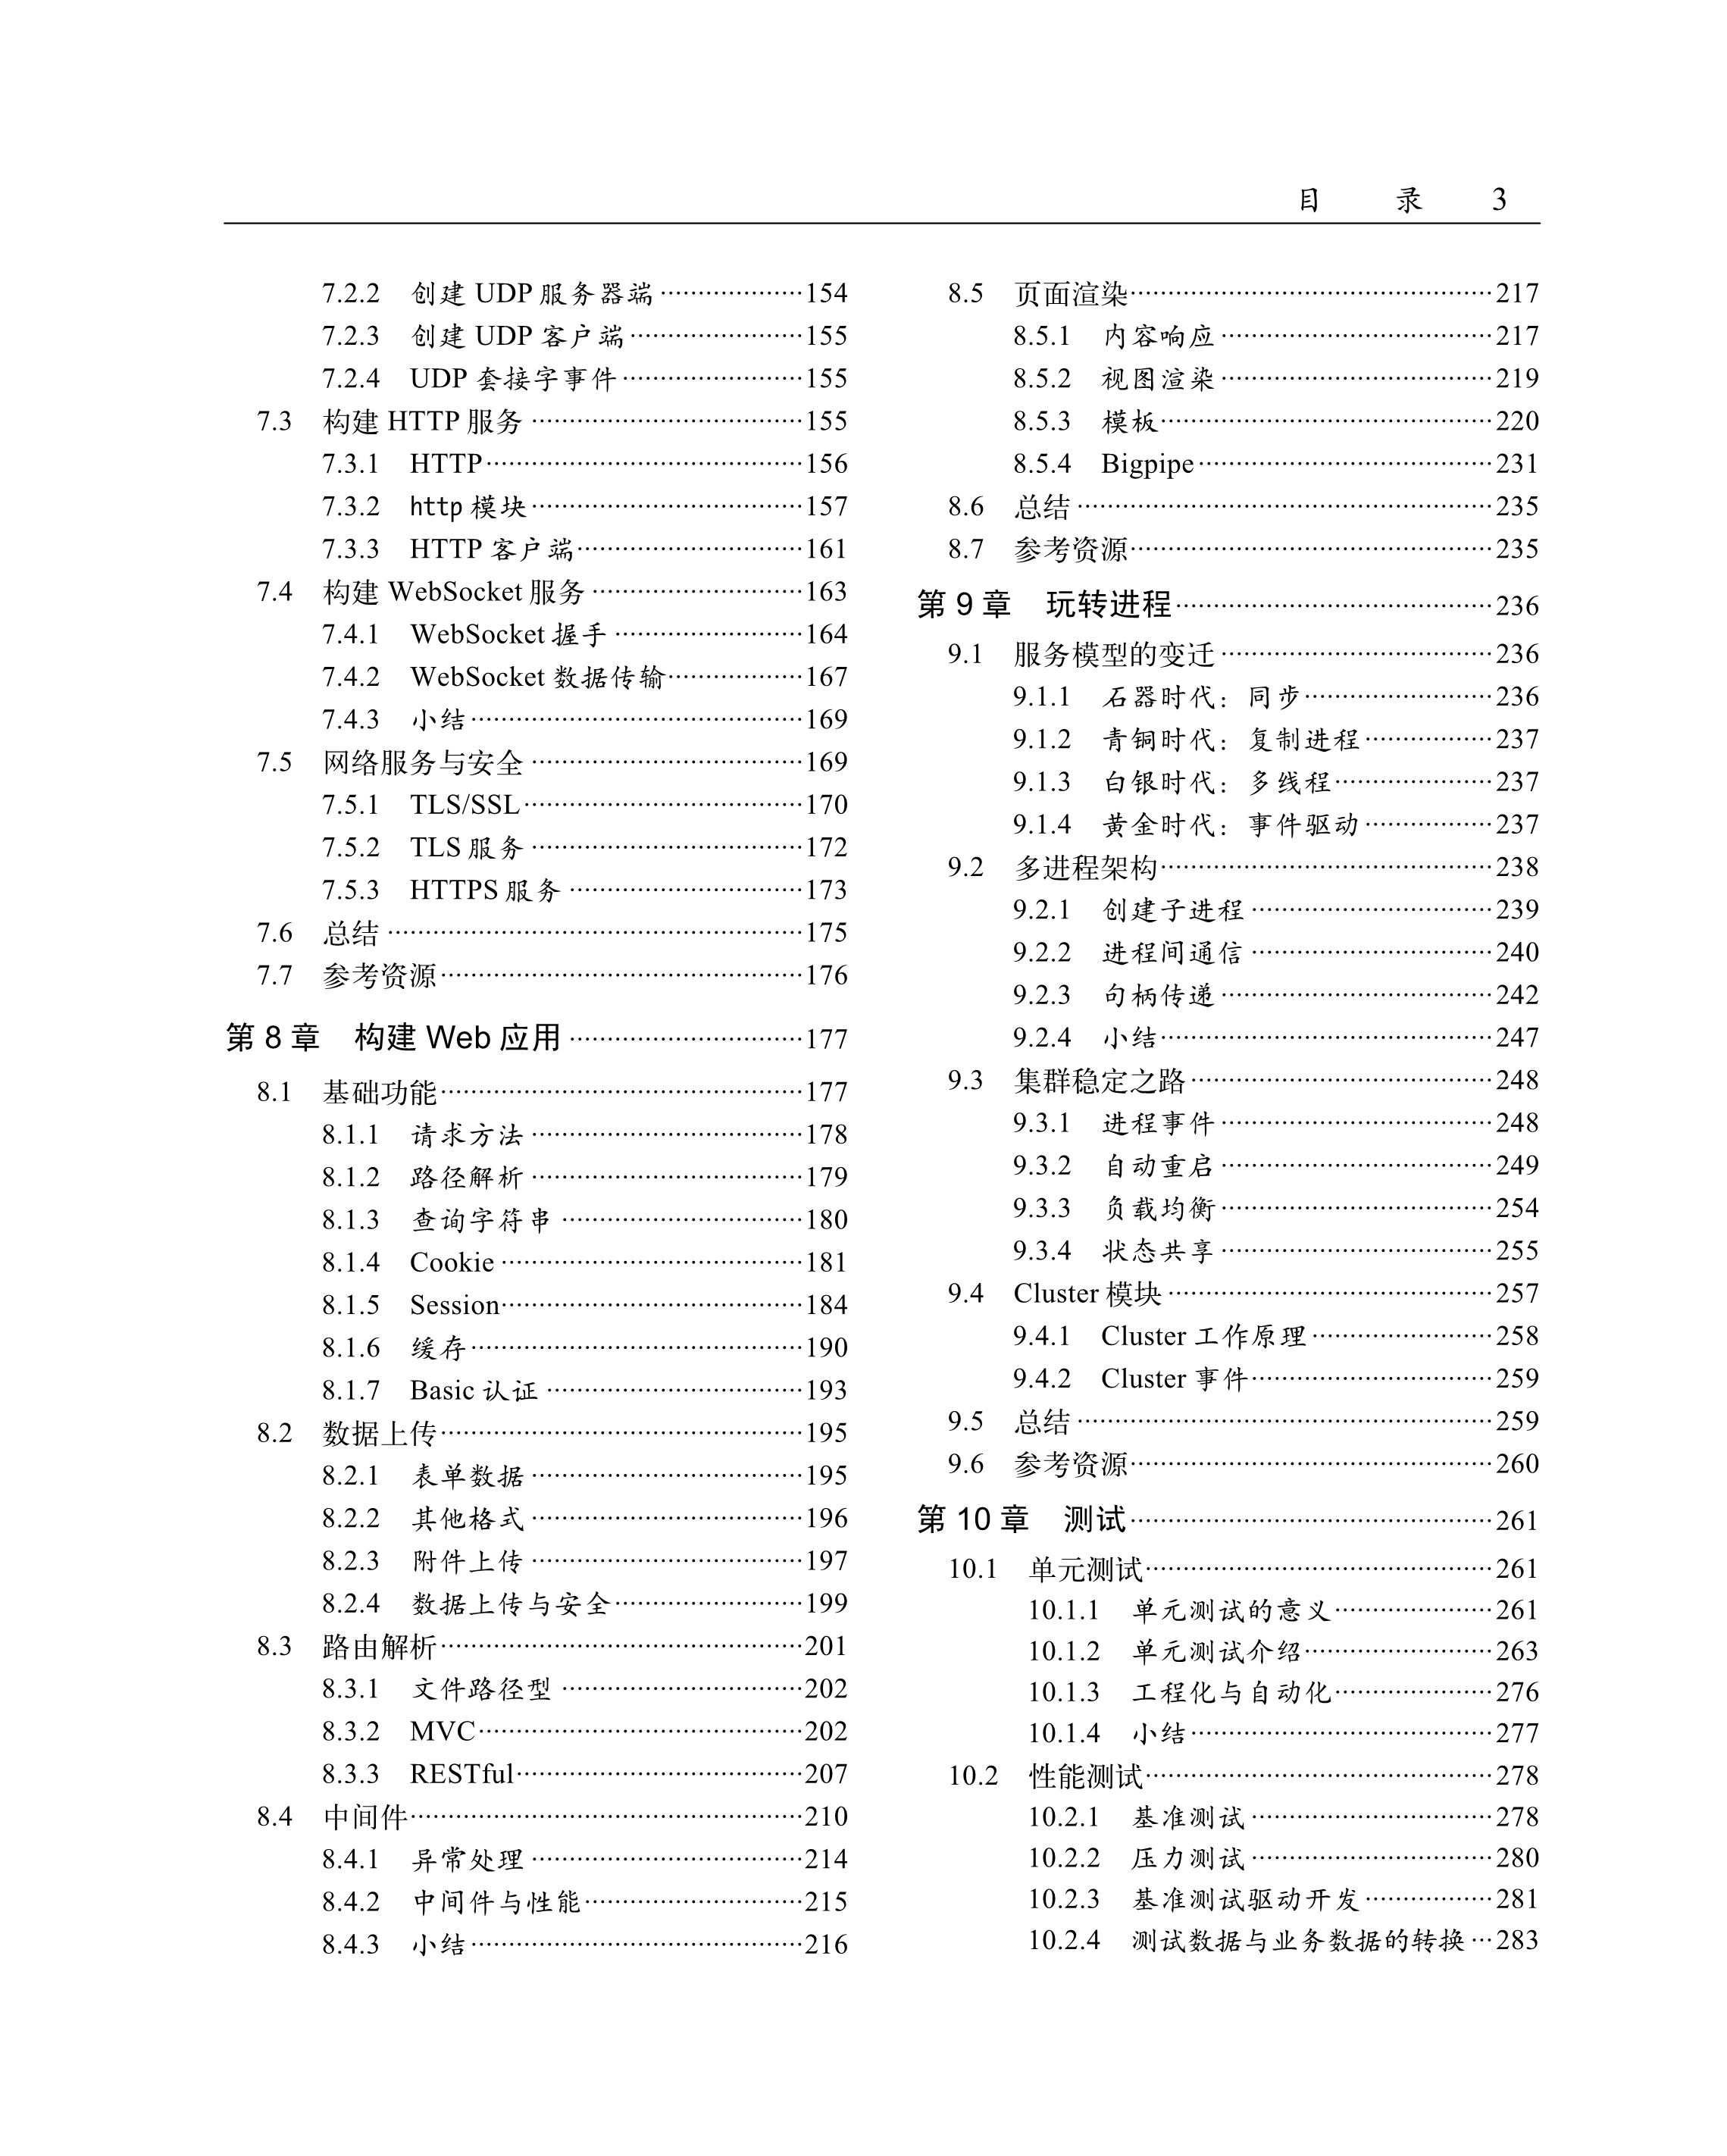 目 录 3
7.2.2 创建 UDP 服务器端…………………154
7.2.3 创建 UDP 客户端……………………155
7.2.4 UDP 套接字事件……………………155
7.3 构建 HTTP 服务………………………………155
7.3.1 HTTP……………………………………156
7.3.2 http 模块………………………………157
7.3.3 HTTP 客户端…………………………161
7.4 构建 WebSocket 服务………………………163
7.4.1 WebSocket 握手……………………164
7.4.2 WebSocket 数据传输………………167
7.4.3 小结……………………………………169
7.5 网络服务与安全………………………………169
7.5.1 TLS/SSL………………………………170
7.5.2 TLS 服务………………………………172
7.5.3 HTTPS 服务…………………………173
7.6 总结………………………………………………175
7.7 参考资源…………………………………………176
第 8 章 构建 Web 应用…………………………177
8.1 基础功能…………………………………………177
8.1.1 请求方法………………………………178
8.1.2 路径解析………………………………179
8.1.3 查询字符串……………………………180
8.1.4 Cookie…………………………………181
8.1.5 Session…………………………………184
8.1.6 缓存……………………………………190
8.1.7 Basic 认证……………………………193
8.2 数据上传…………………………………………195
8.2.1 表单数据………………………………195
8.2.2 其他格式………………………………196
8.2.3 附件上传………………………………197
8.2.4 数据上传与安全……………………199
8.3 路由解析…………………………………………201
8.3.1 文件路径型……………………………202
8.3.2 MVC……………………………………202
8.3.3 RESTful………………………………207
8.4 中间件……………………………………………210
8.4.1 异常处理………………………………214
8.4.2 中间件与性能…………………………215
8.4.3 小结……………………………………216
8.5 页面渲染…………………………………………217
8.5.1 内容响应………………………………217
8.5.2 视图渲染………………………………219
8.5.3 模板……………………………………220
8.5.4 Bigpipe…………………………………231
8.6 总结………………………………………………235
8.7 参考资源…………………………………………235
第 9 章 玩转进程……………………………………236
9.1 服务模型的变迁………………………………236
9.1.1 石器时代：同步……………………236
9.1.2 青铜时代：复制进程………………237
9.1.3 白银时代：多线程…………………237
9.1.4 黄金时代：事件驱动………………237
9.2 多进程架构………………………………………238
9.2.1 创建子进程……………………………239
9.2.2 进程间通信……………………………240
9.2.3 句柄传递………………………………242
9.2.4 小结……………………………………247
9.3 集群稳定之路……………………………………248
9.3.1 进程事件………………………………248
9.3.2 自动重启………………………………249
9.3.3 负载均衡………………………………254
9.3.4 状态共享………………………………255
9.4 Cluster 模块……………………………………257
9.4.1 Cluster 工作原理……………………258
9.4.2 Cluster 事件…………………………259
9.5 总结………………………………………………259
9.6 参考资源…………………………………………260
第 10 章 测试…………………………………………261
10.1 单元测试………………………………………261
10.1.1 单元测试的意义…………………261
10.1.2 单元测试介绍……………………263
10.1.3 工程化与自动化…………………276
10.1.4 小结…………………………………277
10.2 性能测试………………………………………278
10.2.1 基准测试……………………………278
10.2.2 压力测试……………………………280
10.2.3 基准测试驱动开发………………281
10.2.4 测试数据与业务数据的转换…283